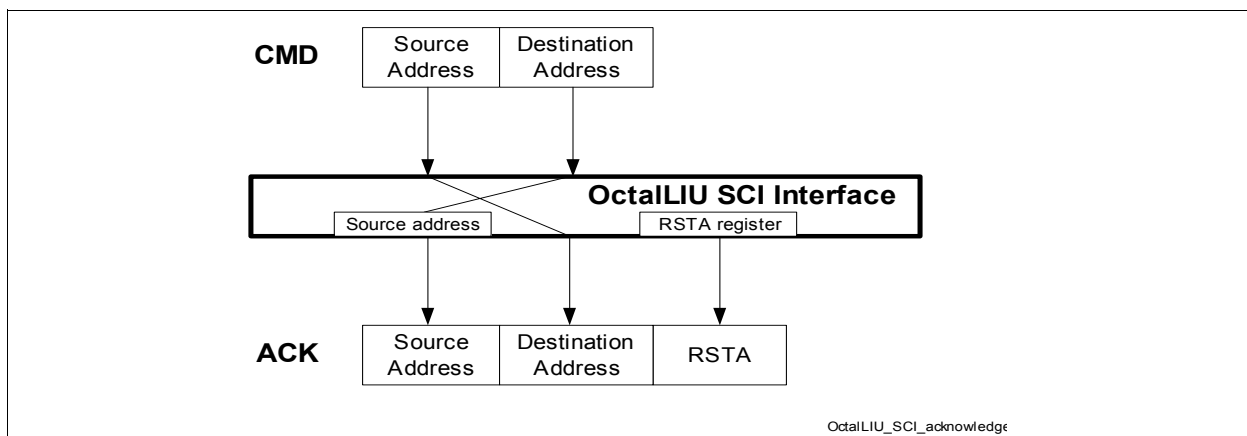 CMD
Source
Address
Destination
Address
OctalLIU SCI Interface
Source address
RSTA register
ACK
Source
Address
Destination
Address
RSTA
OctalLIU_SCI_acknowledge